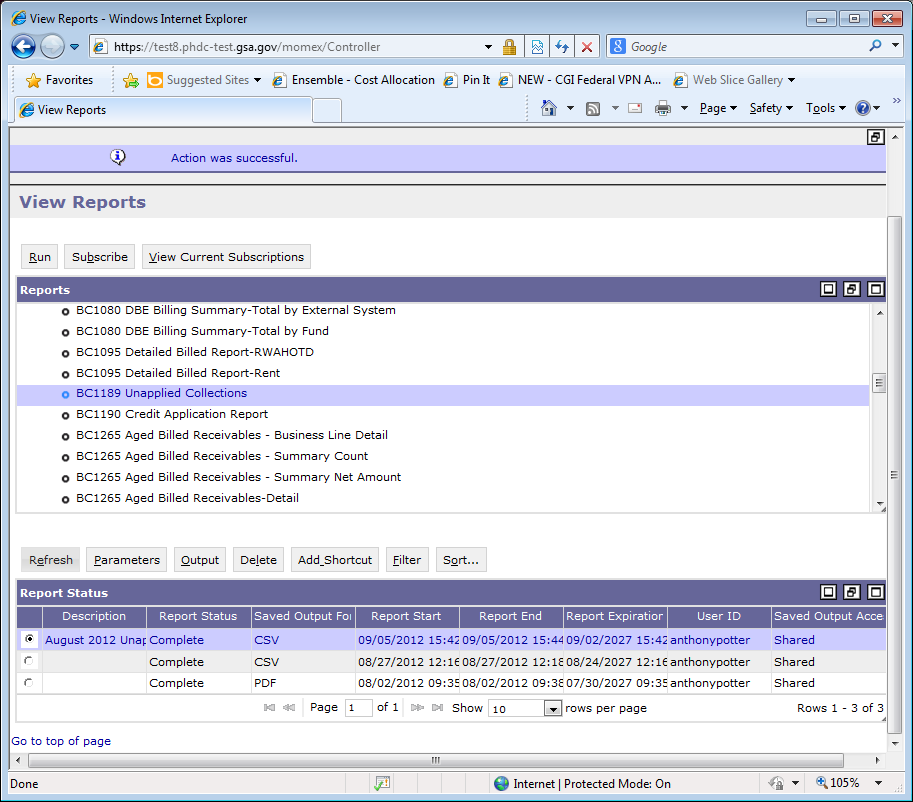 View Reports - Windows Internet Explorer
https://test8.phdc-test.gsa.gov/momex/Controller
Google
Favorites Suggested Sites Ensemble - Cost Allocation Pin It NEW - CGI Federal VPN A... Web Slice Gallery
View Reports Page Safety Tools
Action was successful.
View Reports
Run Subscribe View Current Subscriptions
Reports
BC1080 DBE Billing Summary-Total by External System
BC1080 DBE Billing Summary-Total by Fund
BC1095 Detailed Billed Report-RWAHOTD
BC1095 Detailed Billed Report-Rent
BC1189 Unapplied Collections
BC1190 Credit Application Report
BC1265 Aged Billed Receivables - Business Line Detail
BC1265 Aged Billed Receivables - Summary Count
BC1265 Aged Billed Receivables - Summary Net Amount
BC1265 Aged Billed Receivables-Detail
Refresh Parameters Output Delete Add Shortcut Filter Sort...
Report Status
Description Report Status Saved Output For Report Start Report End Report Expiration User ID Saved Output Acce
August 2012 Unap Complete CSV 09/05/2012 15:42 09/05/2012 15:44 09/02/2027 15:42 anthonypotter Shared
Complete CSV 08/27/2012 12:16 08/27/2012 12:18 08/24/2027 12:16 anthonypotter Shared
Complete PDF 08/02/2012 09:35 08/02/2012 09:38 07/30/2027 09:35 anthonypotter Shared
Page 1 of 1 Show 10 rows per page Rows 1 - 3 of 3
Go to top of page
Done Internet | Protected Mode: On 105%